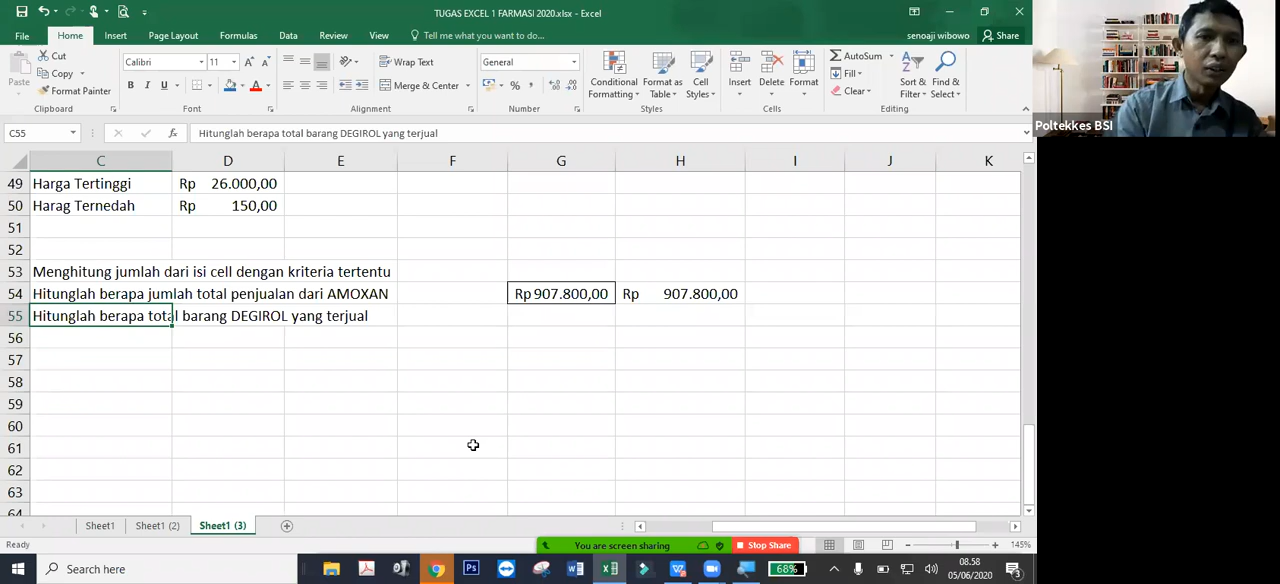 TUGAS EXCEL 1 FARMASI 2020.xlsx - Excel
File Home Insert Page Layout Formulas Data Review View Tell me what you want to do... senoaji wibowo Share
Cut
Copy
Format Painter
Paste
Clipboard
Calibri 11
B I U
Font
Wrap Text
Merge & Center
Alignment
General
%
Number
Conditional Formatting
Format as Table
Cell Styles
Styles
Insert Delete Format
Cells
AutoSum
Fill
Clear
Sort & Filter
Find & Select
Editing
Poltekkes BSI
C55 fx Hitunglah berapa total barang DEGIROL yang terjual
C D E F G H I J K
49 Harga Tertinggi Rp 26.000,00
50 Harag Ternedah Rp 150,00
51
52
53 Menghitung jumlah dari isi cell dengan kriteria tertentu
54 Hitunglah berapa jumlah total penjualan dari AMOXAN Rp 907.800,00 Rp 907.800,00
55 Hitunglah berapa total barang DEGIROL yang terjual
56
57
58
59
60
61
62
63
64
Sheet1 Sheet1 (2) Sheet1 (3)
Ready You are screen sharing Stop Share 145%
Search here 68% 08.58
05/06/2020
3